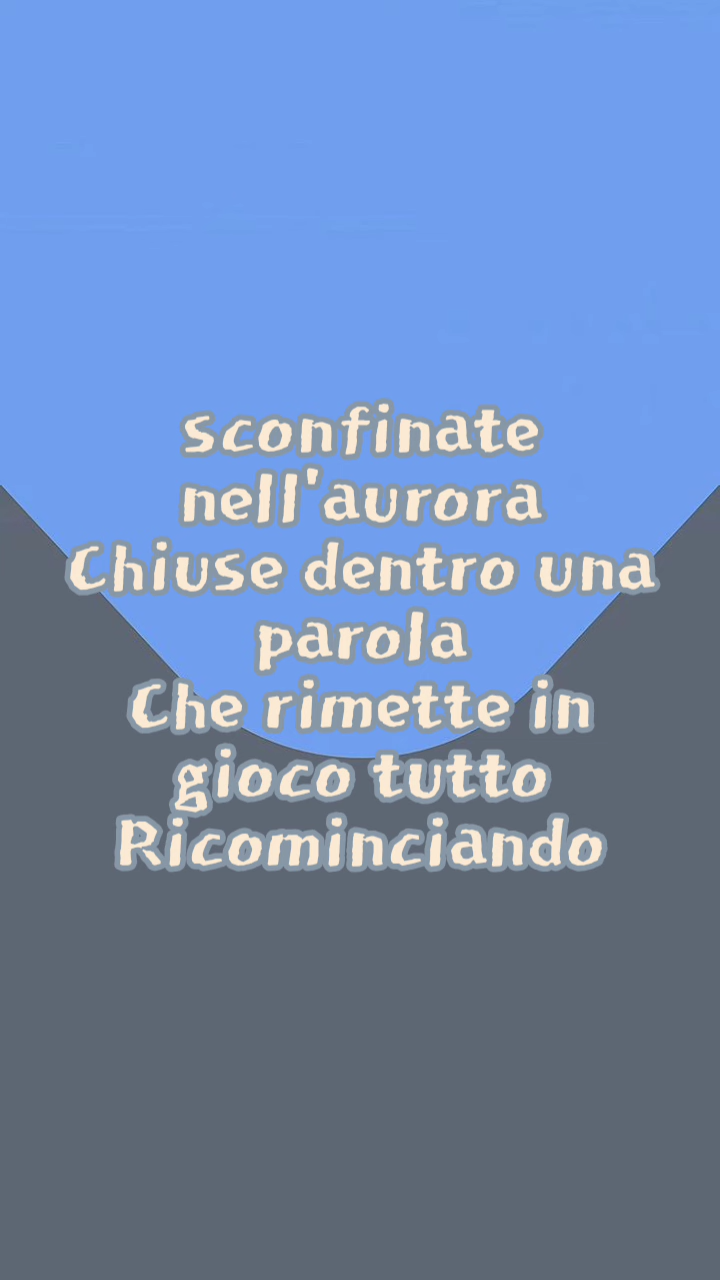 sconfinate
nell'aurora
Chiuse dentro una
parola
Che rimette in
gioco tutto
Ricominciando